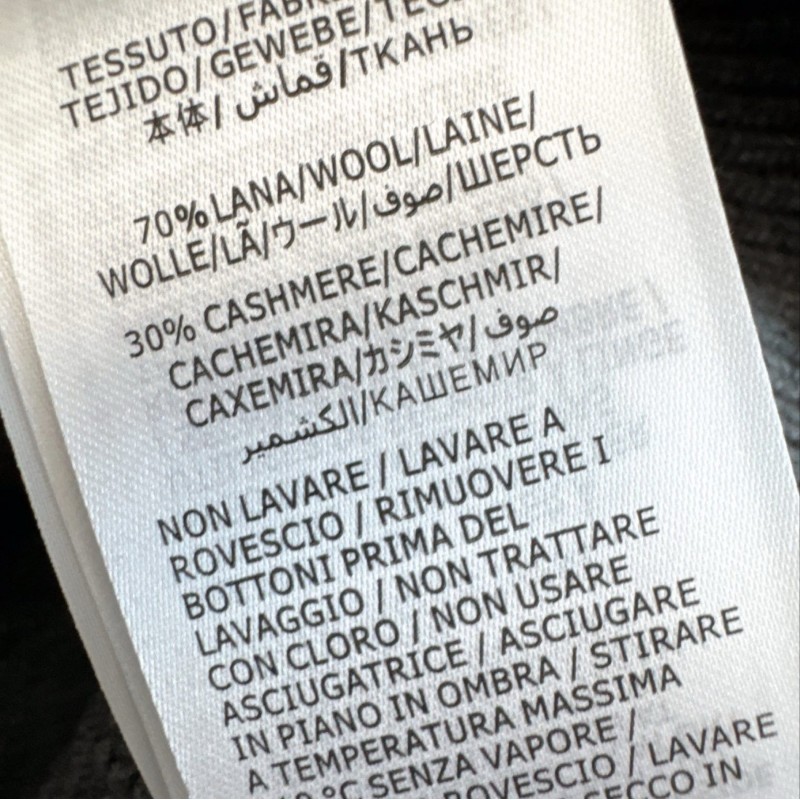 TESSUTO/
TEJIDO/GEWEBE/
本体/قماش/ТКАНЬ
70% LANA/WOOL/LAINE/
WOLLE/LÃ/ウール/صوف/ШЕРСТЬ
30% CASHMERE/CACHEMIRE/
CACHEMIRA/KASCHMIR/
CAXEMIRA/カシミヤ/صوف
الكشمير/КАШЕМИР
NON LAVARE / LAVARE A
ROVESCIO / RIMUOVERE I
BOTTONI PRIMA DEL
LAVAGGIO / NON TRATTARE
CON CLORO / NON USARE
ASCIUGATRICE / ASCIUGARE
IN PIANO IN OMBRA / STIRARE
A TEMPERATURA MASSIMA
°C SENZA VAPORE /
ROVESCIO / LAVARE
SECCO IN